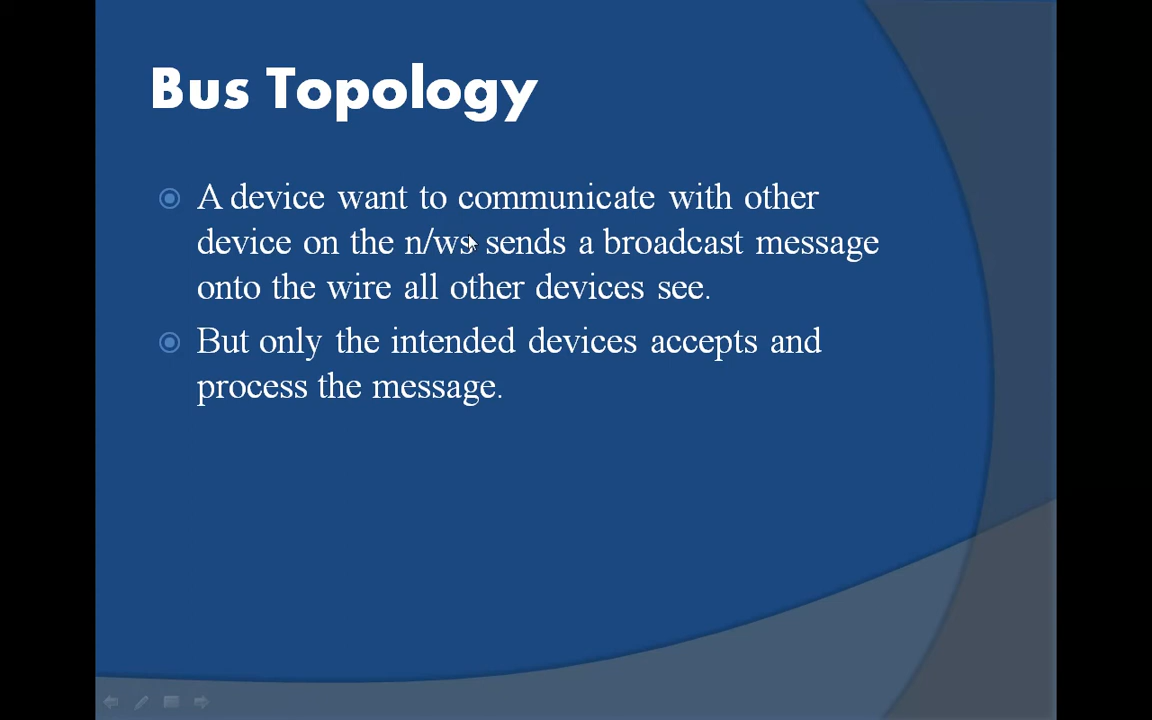 Bus Topology
A device want to communicate with other
device on the n/ws sends a broadcast message
onto the wire all other devices see.
But only the intended devices accepts and
process the message.